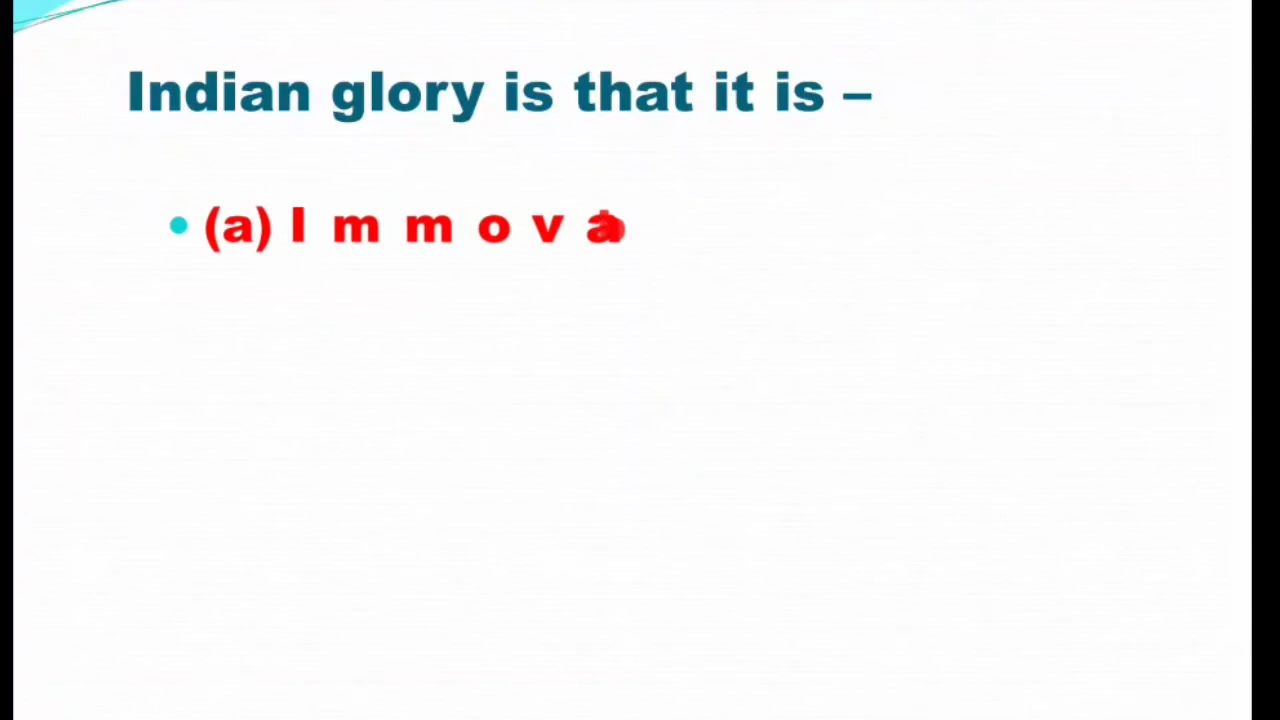 Indian glory is that it is –
• (a) I m m o v a